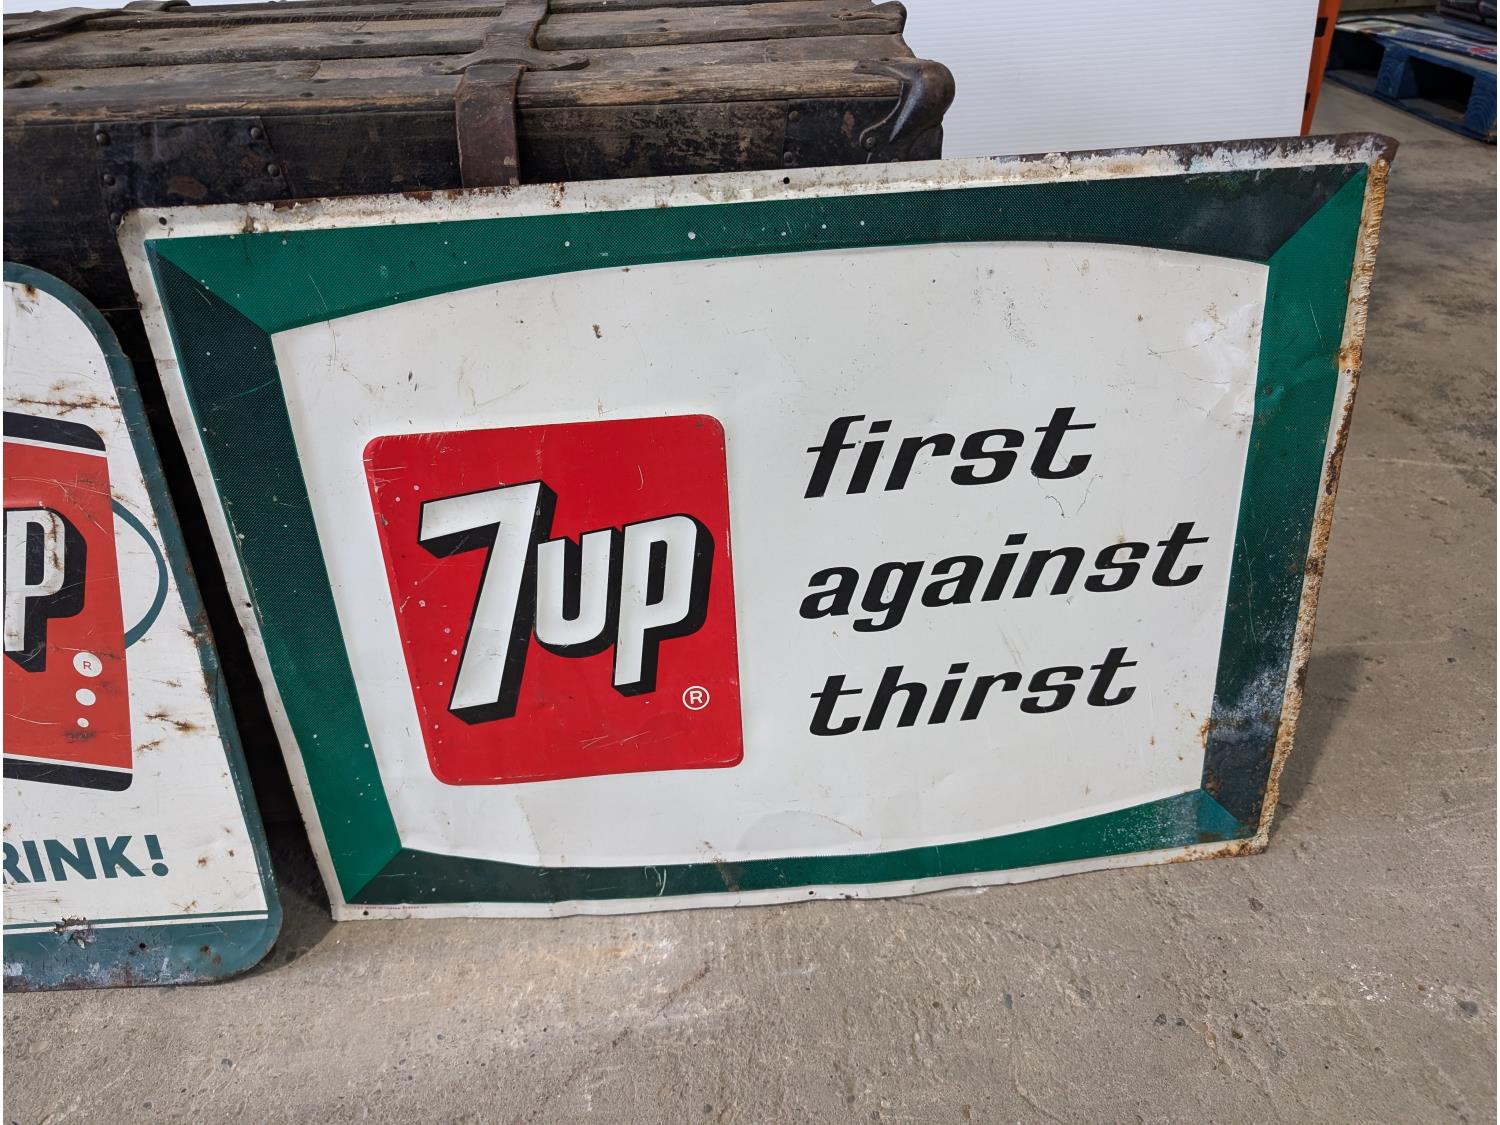 7up
®
first
against
thirst
P
®
RINK!